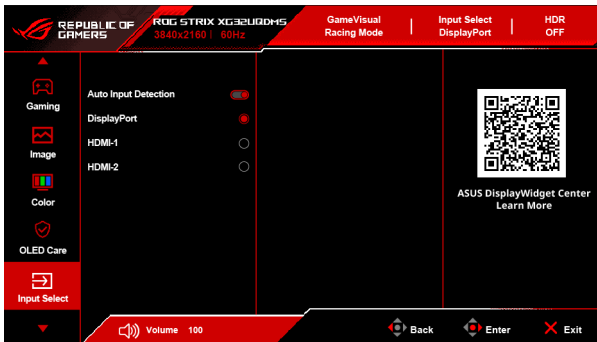 REPUBLIC OF
GAMERS
ROG STRIX XG32UQDMS
3840x2160 | 60Hz
GameVisual
Racing Mode
Input Select
DisplayPort
HDR
OFF
Gaming
Image
Color
OLED Care
Input Select
Auto Input Detection
DisplayPort
HDMI-1
HDMI-2
ASUS DisplayWidget Center
Learn More
Volume 100
Back
Enter
Exit